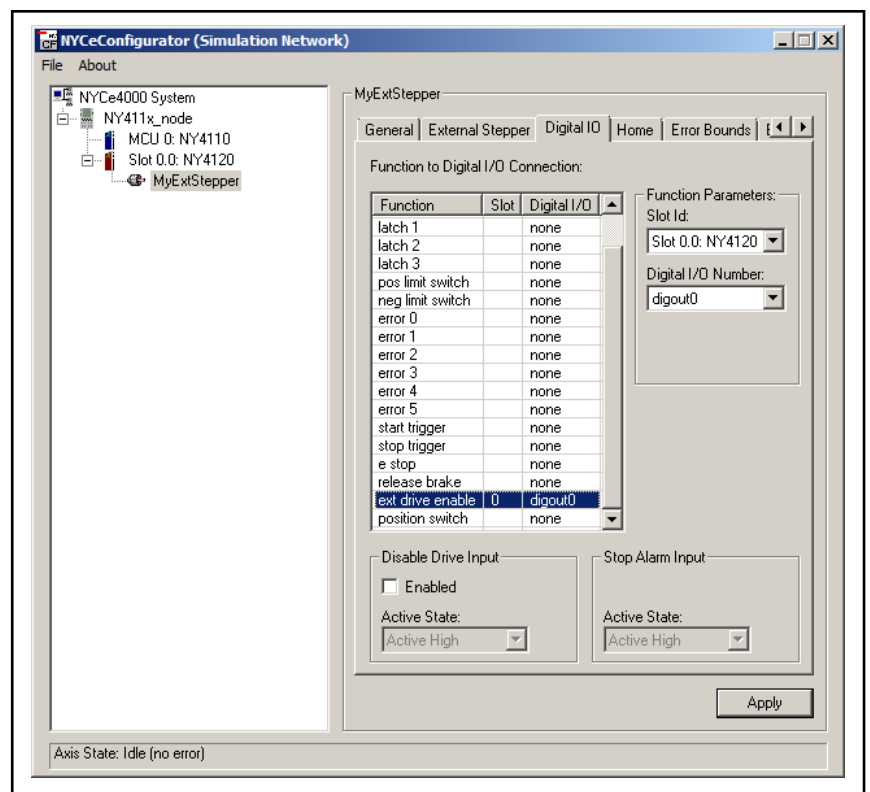 NYCeConfigurator (Simulation Network)
File About
NYCe4000 System
NY411x_node
MCU 0: NY4110
Slot 0.0: NY4120
MyExtStepper
MyExtStepper
General External Stepper Digital IO Home Error Bounds
Function to Digital I/O Connection:
Function Slot Digital I/O
latch 1 none
latch 2 none
latch 3 none
pos limit switch none
neg limit switch none
error 0 none
error 1 none
error 2 none
error 3 none
error 4 none
error 5 none
start trigger none
stop trigger none
e stop none
release brake none
ext drive enable 0 digout0
position switch none
Function Parameters:
Slot Id:
Slot 0.0: NY4120
Digital I/O Number:
digout0
Disable Drive Input
Enabled
Active State:
Active High
Stop Alarm Input
Active State:
Active High
Apply
Axis State: Idle (no error)